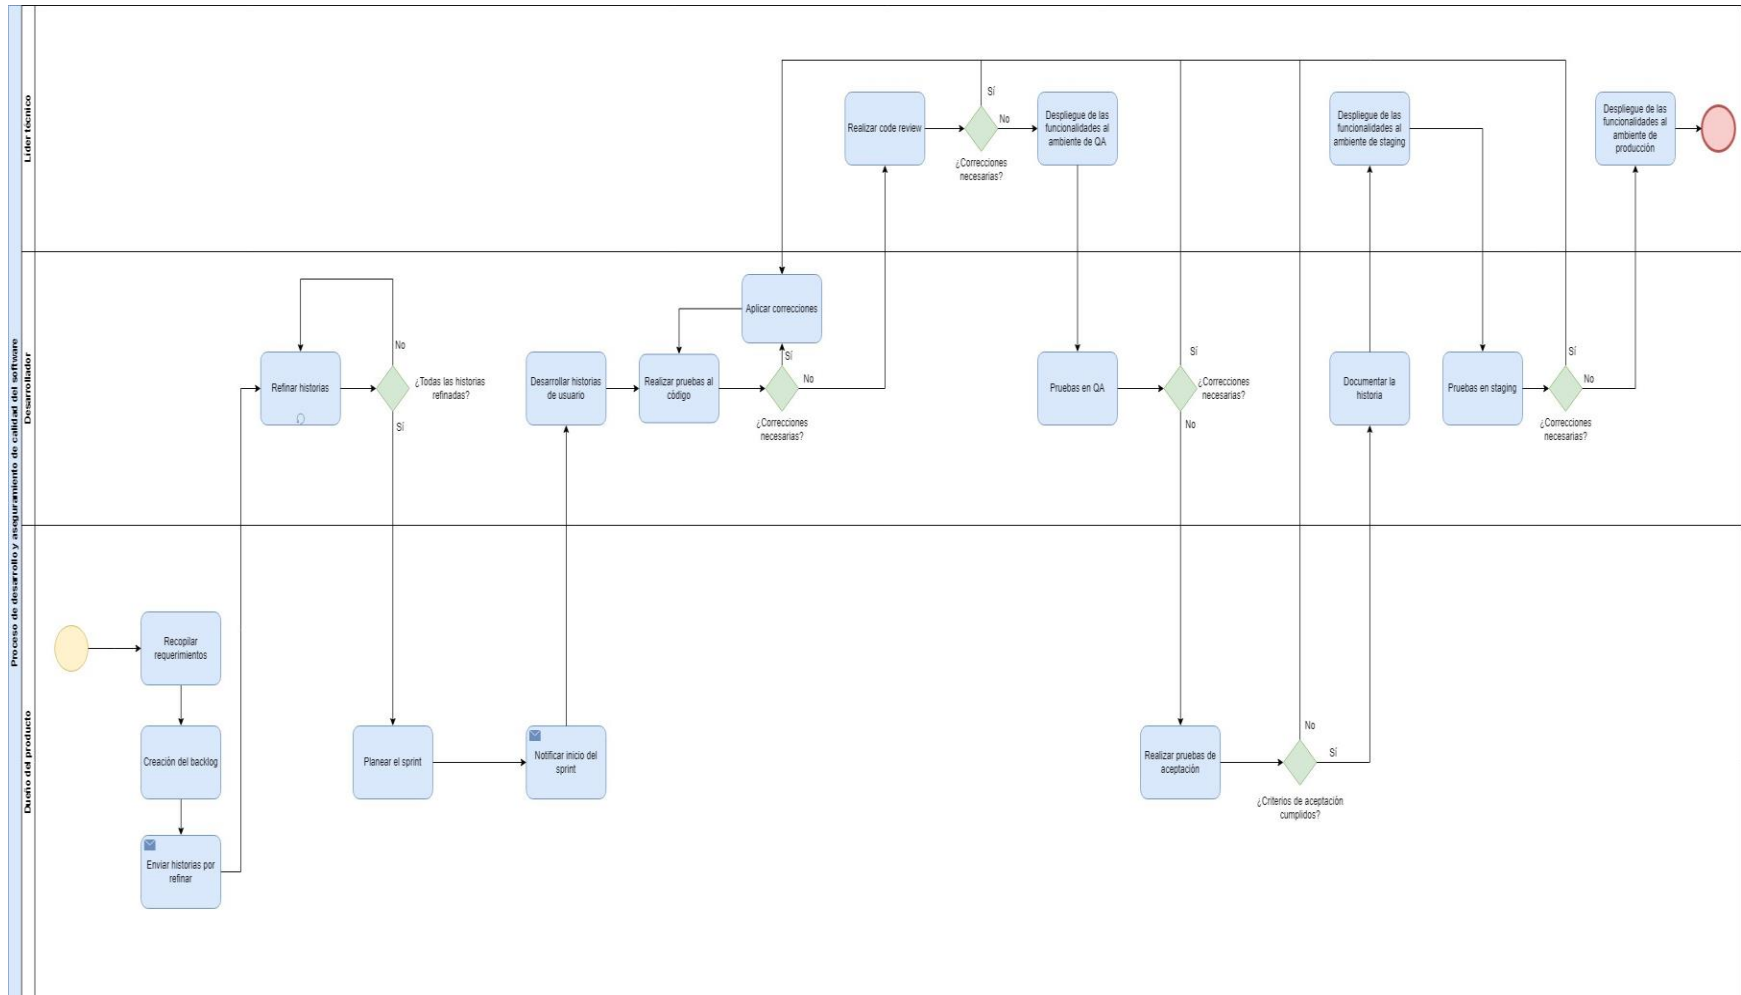 Proceso de desarrollo y aseguramiento de calidad del software
Líder técnico
Realizar code review
Sí
No
¿Correcciones
necesarias?
Despliegue de las
funcionalidades al
ambiente de QA
Despliegue de las
funcionalidades al
ambiente de staging
Despliegue de las
funcionalidades al
ambiente de
producción
Desarrollador
Refinar historias
No
¿Todas las historias
refinadas?
Sí
Desarrollar historias
de usuario
Realizar pruebas al
código
Aplicar correcciones
Sí
No
¿Correcciones
necesarias?
Pruebas en QA
Sí
¿Correcciones
necesarias?
No
Documentar la
historia
Pruebas en staging
Sí
No
¿Correcciones
necesarias?
Dueño del producto
Recopilar
requerimientos
Creación del backlog
Enviar historias por
refinar
Planear el sprint
Notificar inicio del
sprint
Realizar pruebas de
aceptación
No
Sí
¿Criterios de aceptación
cumplidos?